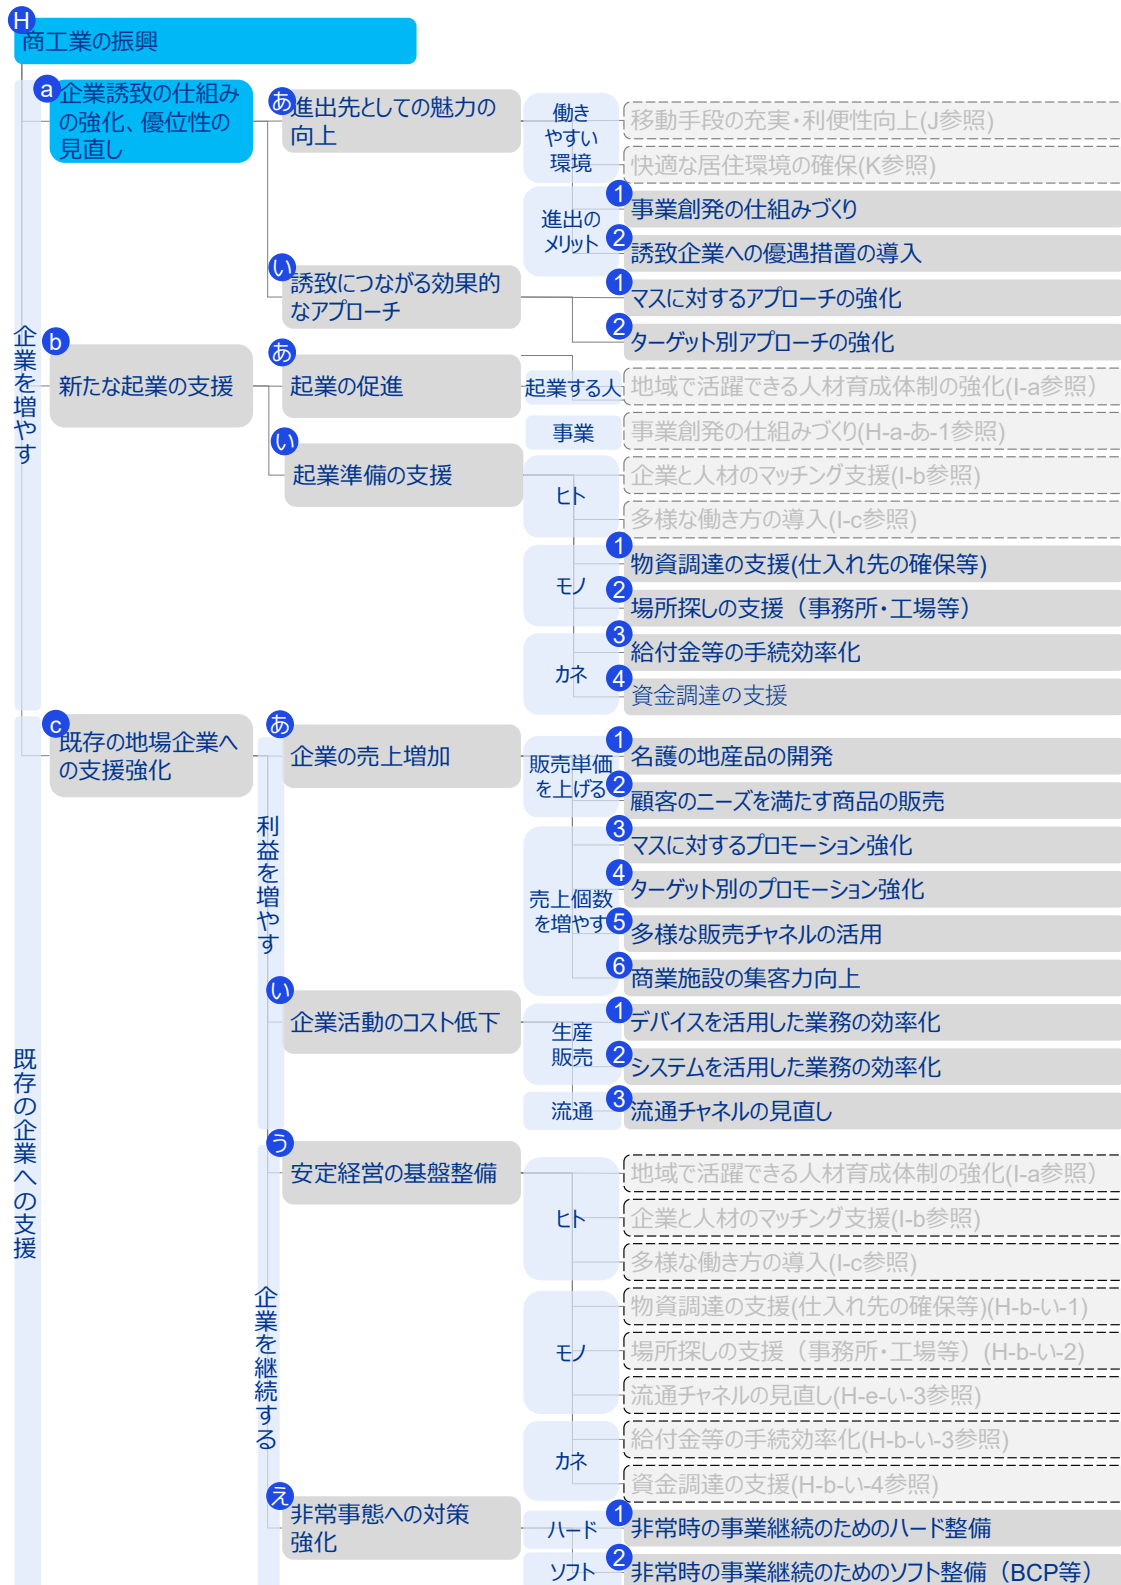 H
商工業の振興
企業を増やす
a
企業誘致の仕組み
の強化、優位性の
見直し
あ
進出先としての魅力の
向上
働き
やすい
環境
移動手段の充実・利便性向上(J参照)
快適な居住環境の確保(K参照)
進出の
メリット
1
事業創発の仕組みづくり
2
誘致企業への優遇措置の導入
い
誘致につながる効果的
なアプローチ
1
マスに対するアプローチの強化
2
ターゲット別アプローチの強化
b
新たな起業の支援
あ
起業の促進
起業する人
地域で活躍できる人材育成体制の強化(I-a参照)
事業
事業創発の仕組みづくり(H-a-あ-1参照)
い
起業準備の支援
ヒト
企業と人材のマッチング支援(I-b参照)
多様な働き方の導入(I-c参照)
モノ
1
物資調達の支援(仕入れ先の確保等)
2
場所探しの支援（事務所・工場等）
カネ
3
給付金等の手続効率化
4
資金調達の支援
既存の企業への支援
c
既存の地場企業へ
の支援強化
利益を増やす
あ
企業の売上増加
販売単価
を上げる
1
名護の地産品の開発
2
顧客のニーズを満たす商品の販売
売上個数
を増やす
3
マスに対するプロモーション強化
4
ターゲット別のプロモーション強化
5
多様な販売チャネルの活用
6
商業施設の集客力向上
い
企業活動のコスト低下
生産
販売
1
デバイスを活用した業務の効率化
2
システムを活用した業務の効率化
流通
3
流通チャネルの見直し
企業を継続する
う
安定経営の基盤整備
ヒト
地域で活躍できる人材育成体制の強化(I-a参照)
企業と人材のマッチング支援(I-b参照)
多様な働き方の導入(I-c参照)
モノ
物資調達の支援(仕入れ先の確保等)(H-b-い-1)
場所探しの支援（事務所・工場等）(H-b-い-2)
流通チャネルの見直し(H-e-い-3参照)
カネ
給付金等の手続効率化(H-b-い-3参照)
資金調達の支援(H-b-い-4参照)
え
非常事態への対策
強化
ハード
1
非常時の事業継続のためのハード整備
ソフト
2
非常時の事業継続のためのソフト整備（BCP等）